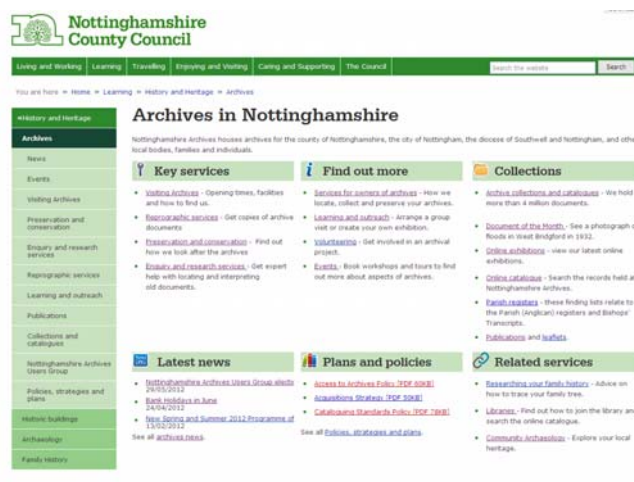 Nottinghamshire
County Council
Living and Working Learning Travelling Enjoying and Visiting Caring and Supporting The Council Search the website Search
You are here » Home » Learning » History and Heritage » Archives
History and Heritage
Archives
News
Events
Visiting Archives
Preservation and
conservation
Enquiry and research
services
Reprographic services
Learning and outreach
Publications
Collections and
catalogues
Nottinghamshire Archives
Users Group
Policies, strategies and
plans
Historic buildings
Archaeology
Family History
Archives in Nottinghamshire
Nottinghamshire Archives houses archives for the county of Nottinghamshire, the city of Nottingham, the diocese of Southwell and Nottingham, and othe
local bodies, families and individuals.
Key services
• Visiting Archives - Opening times, facilities
and how to find us.
• Reprographic services - Get copies of archive
documents
• Preservation and conservation - Find out
how we look after the archives
• Enquiry and research services - Get expert
help with locating and interpreting
old documents.
Find out more
• Services for owners of archives - How we
locate, collect and preserve your archives.
• Learning and outreach - Arrange a group
visit or create your own exhibition.
• Volunteering - Get involved in an archival
project.
• Events - Book workshops and tours to find
out more about aspects of archives.
Collections
• Archive collections and catalogues - We hold
more than 4 million documents.
• Document of the Month - See a photograph o
floods in West Bridgford in 1932.
• Online exhibitions - view our latest online
exhibitions.
• Online catalogue - Search the records held a
Nottinghamshire Archives.
• Parish registers - these finding lists relate to
the Parish (Anglican) registers and Bishops'
Transcripts.
• Publications and leaflets.
Latest news
• Nottinghamshire Archives Users Group elects
29/05/2012
• Bank Holidays in June
24/04/2012
• New Spring and Summer 2012 Programme of
13/02/2012
See all archives news.
Plans and policies
• Access to Archives Policy [PDF 60KB]
• Acquisitions Strategy [PDF 50KB]
• Cataloguing Standards Policy [PDF 78KB]
See all Policies, strategies and plans.
Related services
• Researching your family history - Advice on
how to trace your family tree.
• Libraries - Find out how to join the library an
search the online catalogue.
• Community Archaeology - Explore your local
heritage.